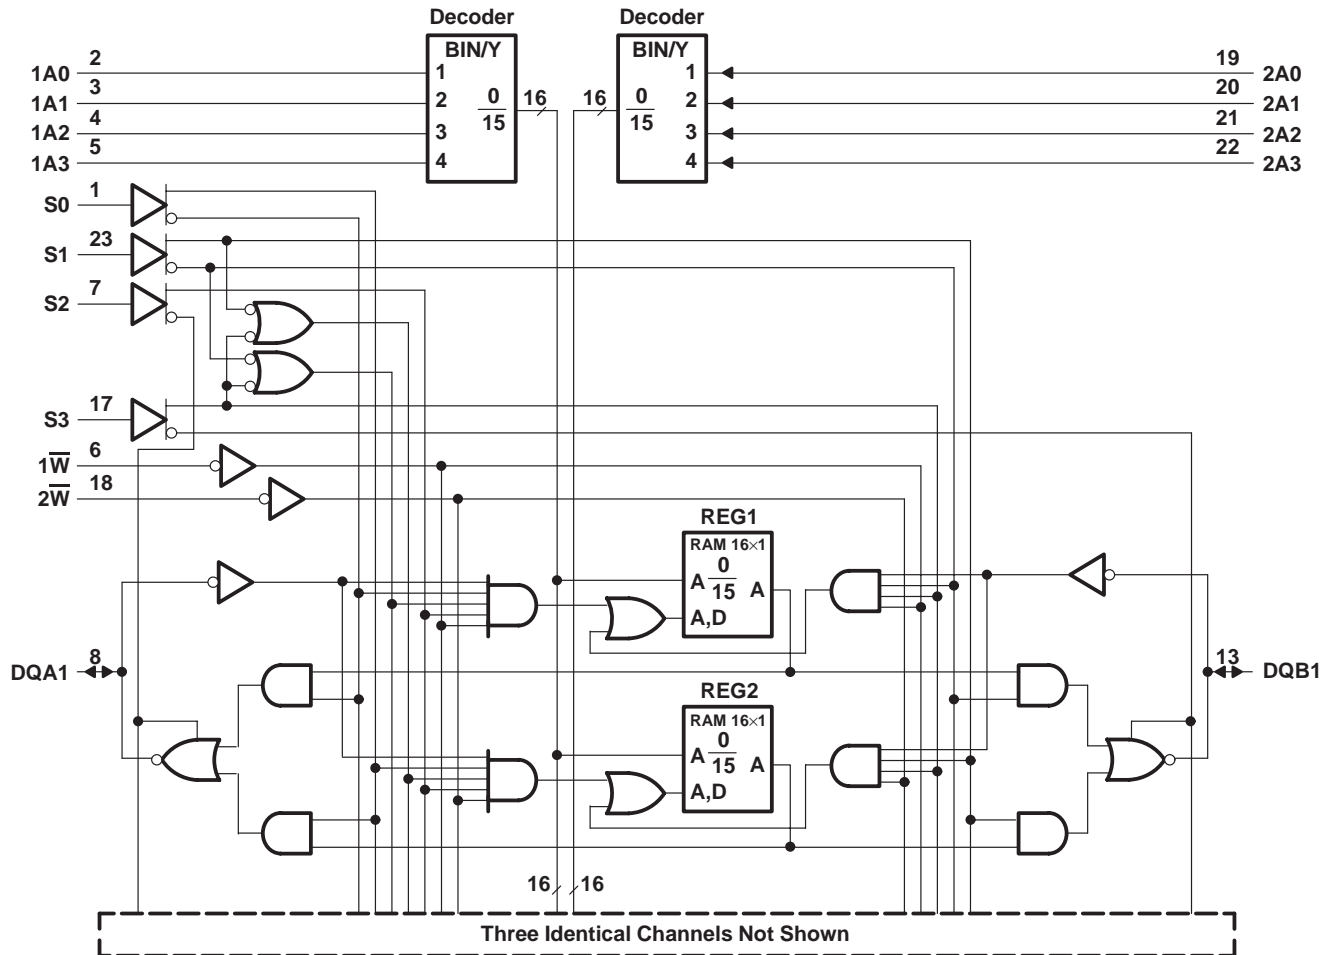 Decoder
Decoder
BIN/Y
BIN/Y
1A0 2
1
0
15
16
16
0
15
1
19 2A0
1A1 3
2
2
20 2A1
1A2 4
3
3
21 2A2
1A3 5
4
4
22 2A3
S0 1
S1 23
S2 7
S3 17
1W̅ 6
2W̅ 18
REG1
RAM 16×1
A 0
15
A
A,D
DQA1 8
13 DQB1
REG2
RAM 16×1
A 0
15
A
A,D
16
16
Three Identical Channels Not Shown